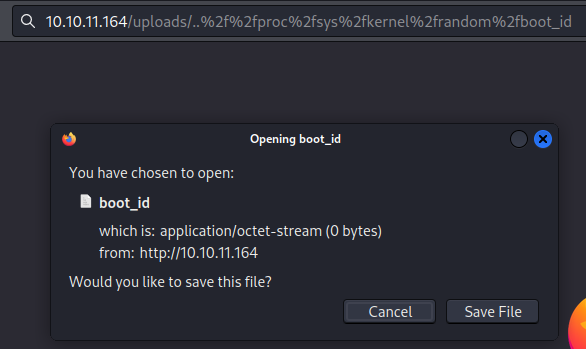 10.10.11.164/uploads/..%2f%2fproc%2fsys%2fkernel%2frandom%2fboot_id
Opening boot_id
You have chosen to open:
boot_id
which is: application/octet-stream (0 bytes)
from: http://10.10.11.164
Would you like to save this file?
Cancel Save File